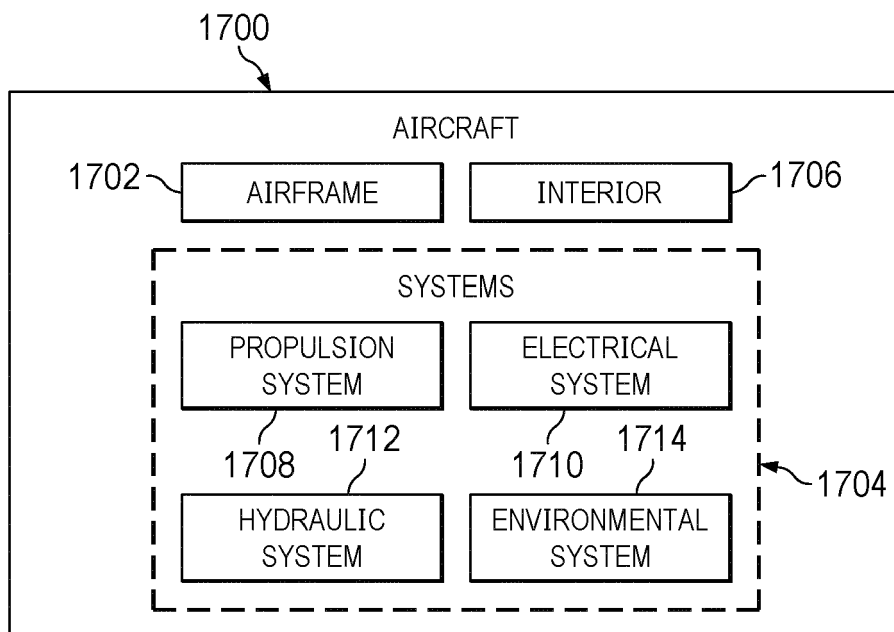 1700
AIRCRAFT
1702
AIRFRAME
INTERIOR
1706
SYSTEMS
PROPULSION
SYSTEM
ELECTRICAL
SYSTEM
1708
1712
1710
1714
1704
HYDRAULIC
SYSTEM
ENVIRONMENTAL
SYSTEM